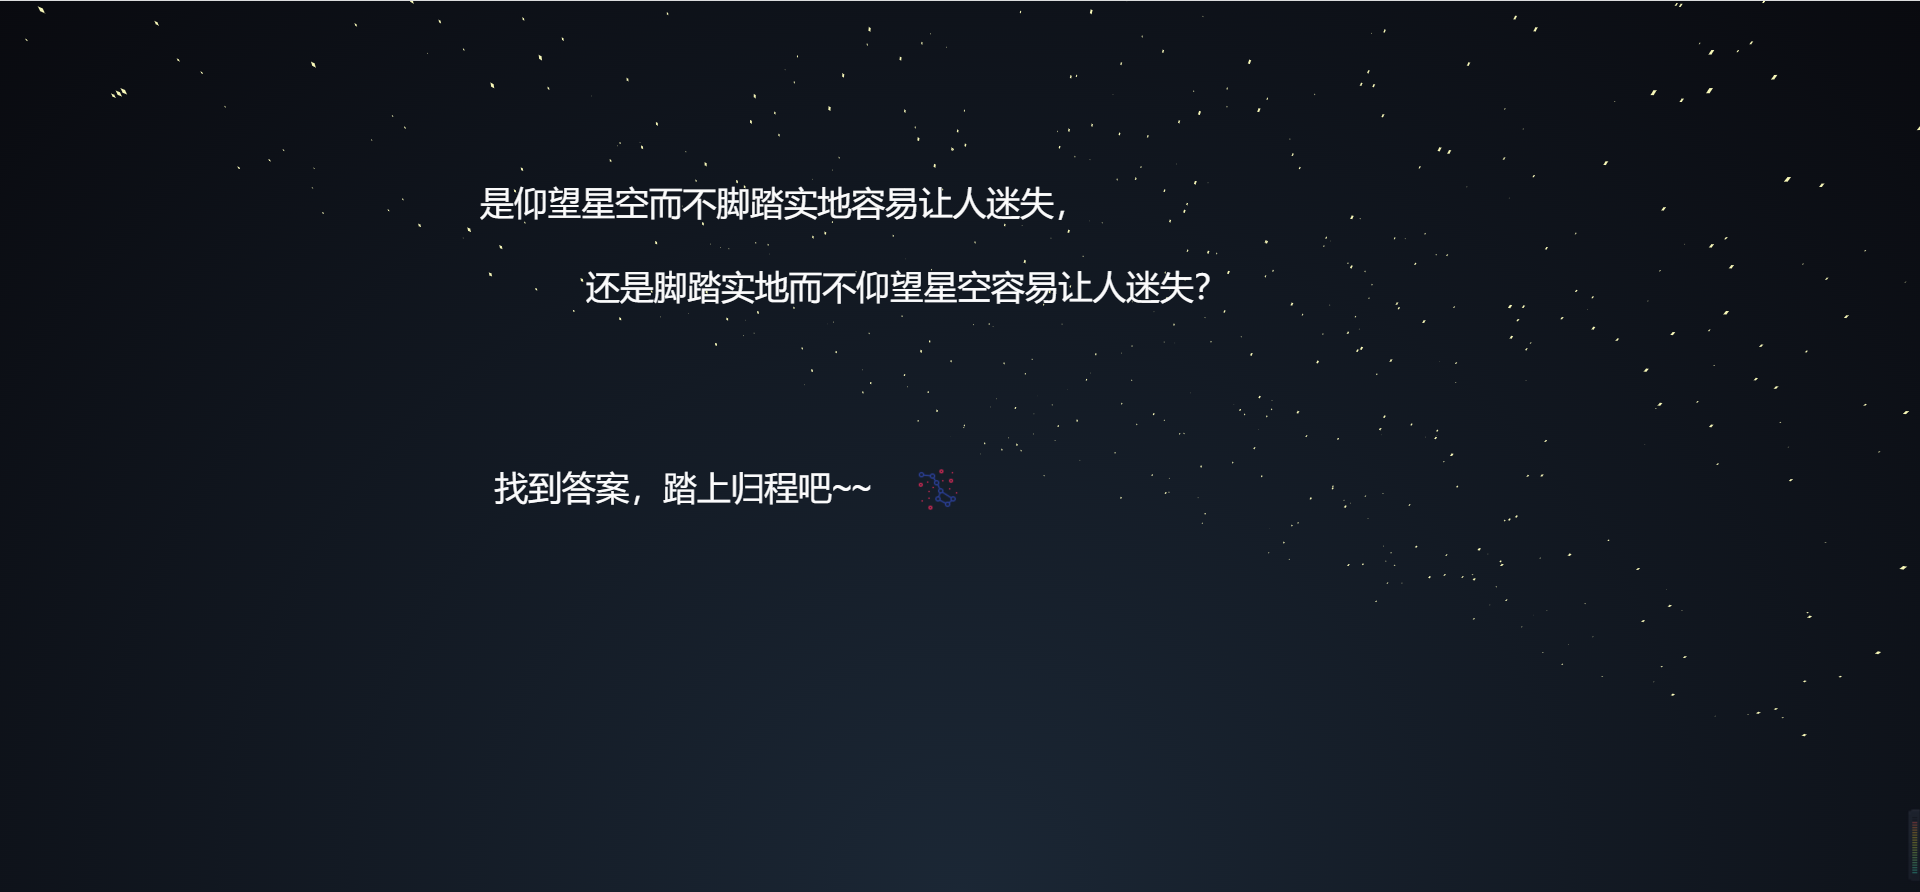 是仰望星空而不脚踏实地容易让人迷失，
还是脚踏实地而不仰望星空容易让人迷失？
找到答案，踏上归程吧~~